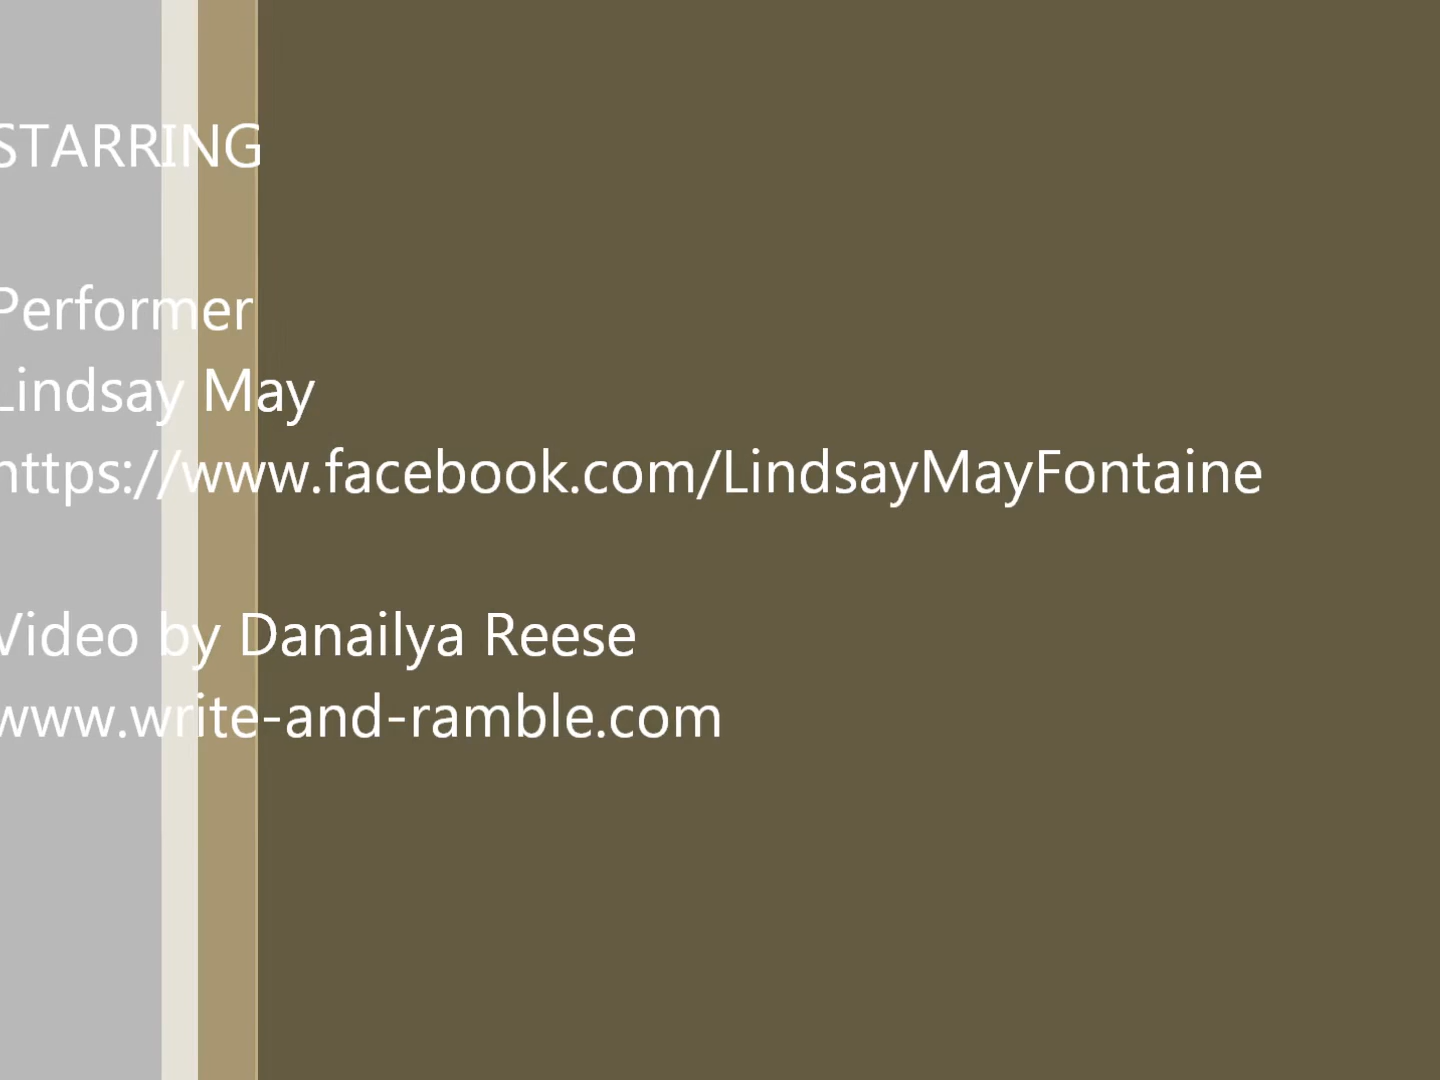 STARRING
Performer
Lindsay May
https://www.facebook.com/LindsayMayFontaine
Video by Danailya Reese
www.write-and-ramble.com